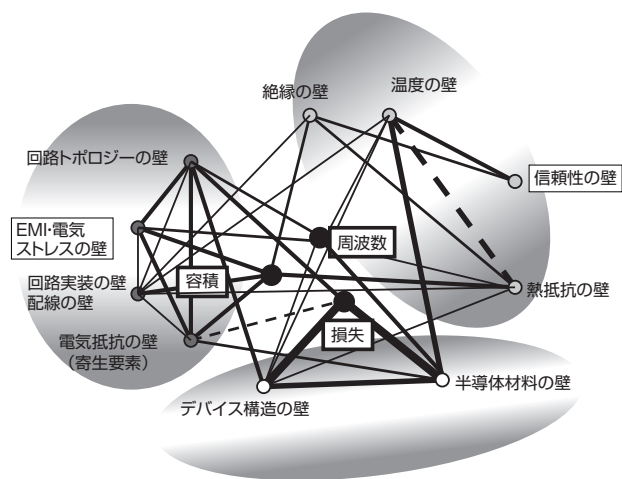 絶縁の壁
温度の壁
回路トポロジーの壁
信頼性の壁
EMI・電気
ストレスの壁
周波数
回路実装の壁
配線の壁
容積
熱抵抗の壁
電気抵抗の壁
(寄生要素)
損失
デバイス構造の壁
半導体材料の壁